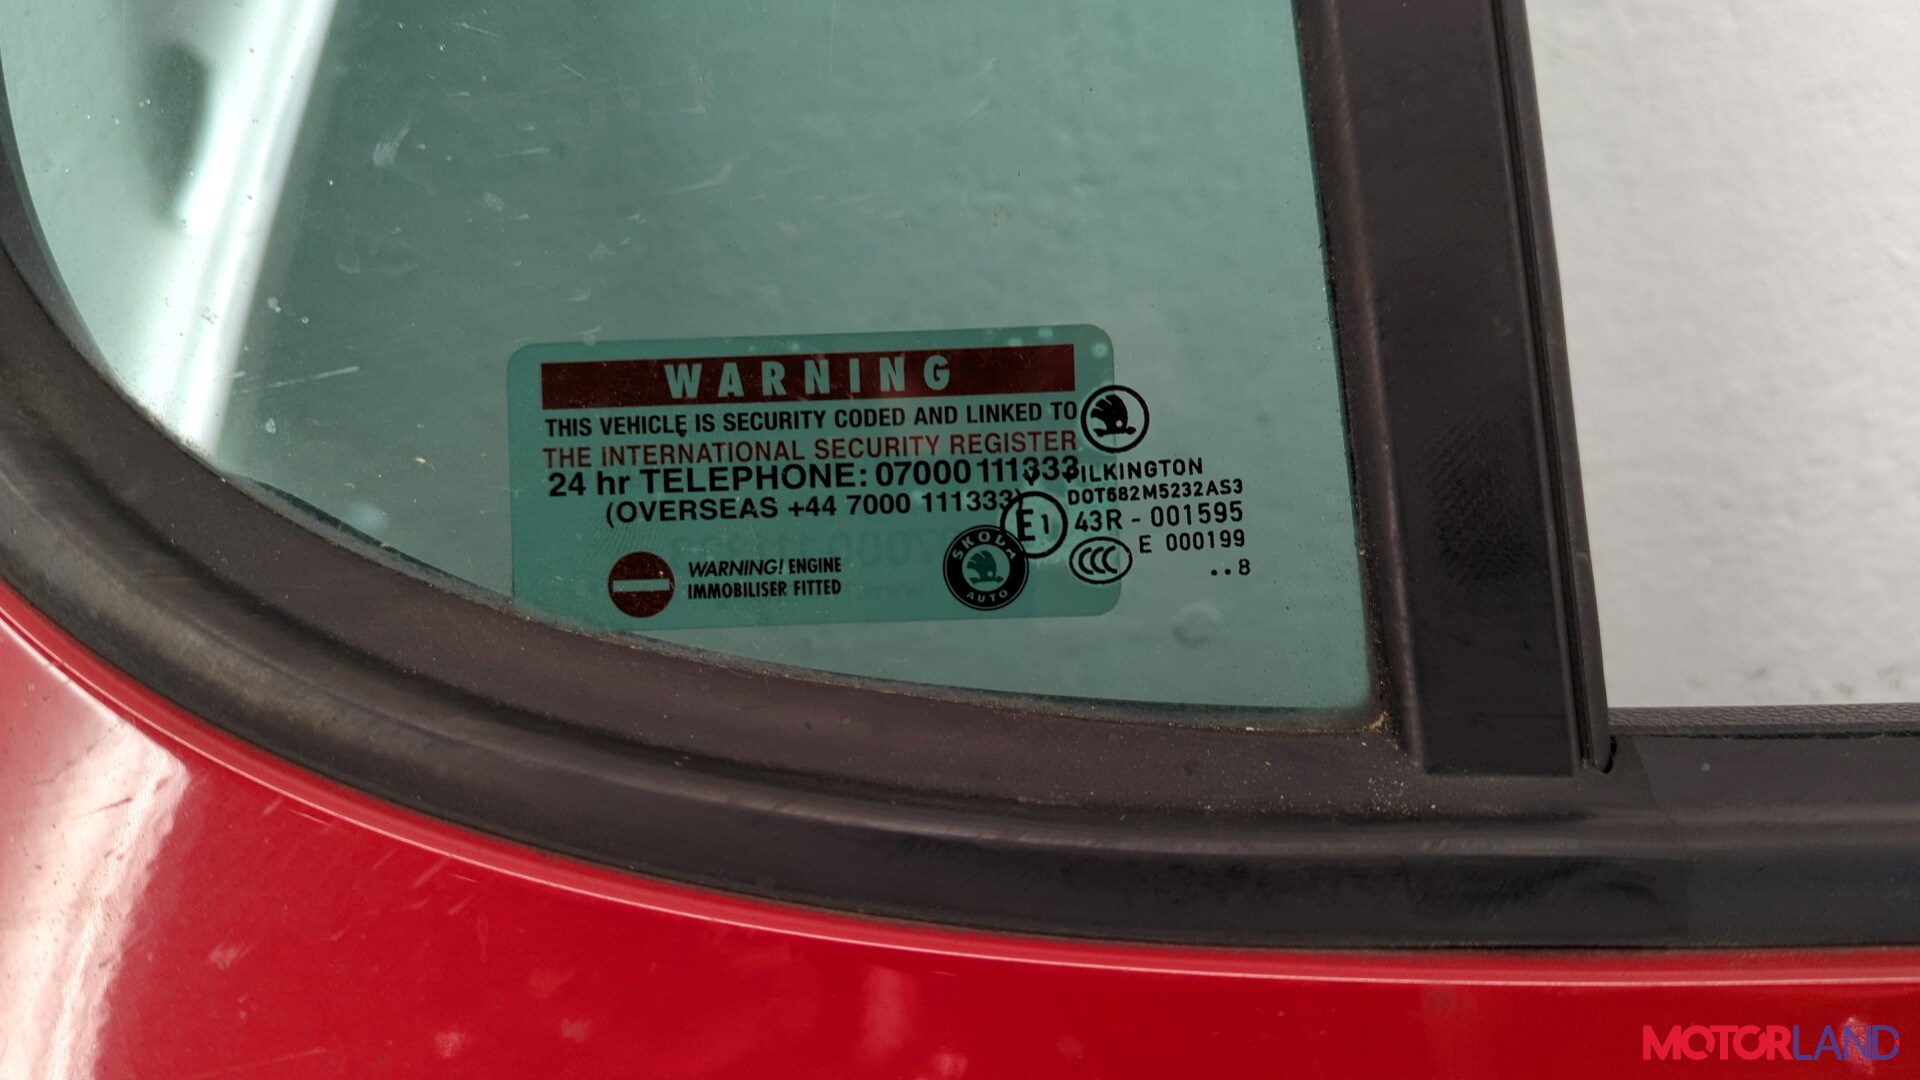 WARNING
THIS VEHICLE IS SECURITY CODED AND LINKED TO
THE INTERNATIONAL SECURITY REGISTER
24 hr TELEPHONE: 07000 111333
(OVERSEAS +44 7000 111333)
WARNING! ENGINE
IMMOBILISER FITTED
SKODA
AUTO
PILKINGTON
DOT682M5232AS3
E1
43R - 001595
CCC
E 000199
..8
MOTORLAND